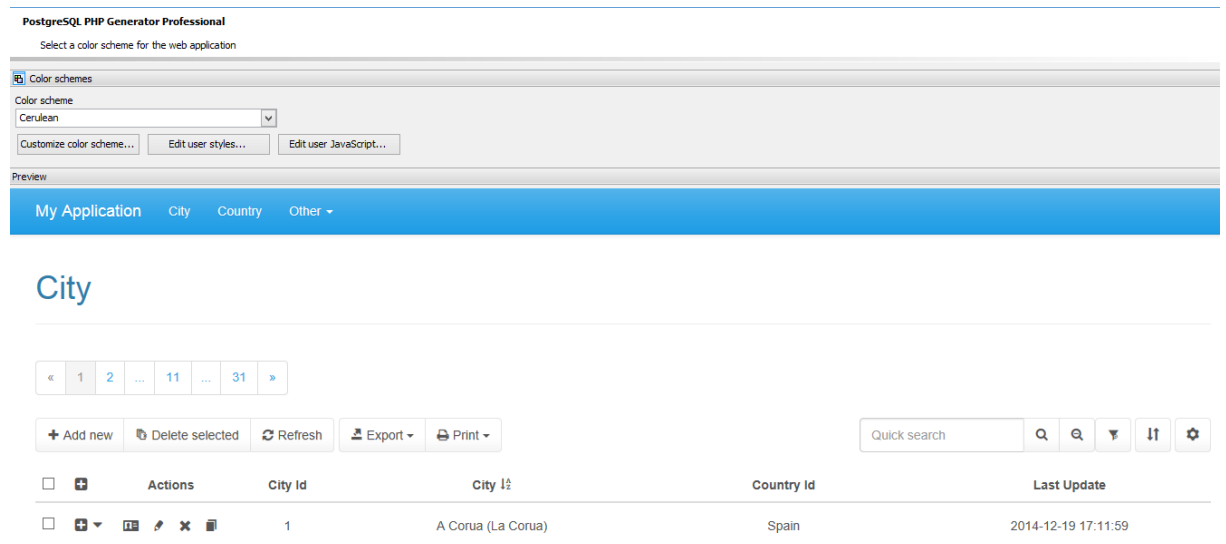 PostgreSQL PHP Generator Professional
Select a color scheme for the web application
Color schemes
Color scheme
Cerulean
Customize color scheme... Edit user styles... Edit user JavaScript...
Preview
My Application City Country Other
City
« 1 2 ... 11 ... 31 »
Add new Delete selected Refresh Export Print Quick search
Actions City Id City Country Id Last Update
1 A Corua (La Corua) Spain 2014-12-19 17:11:59